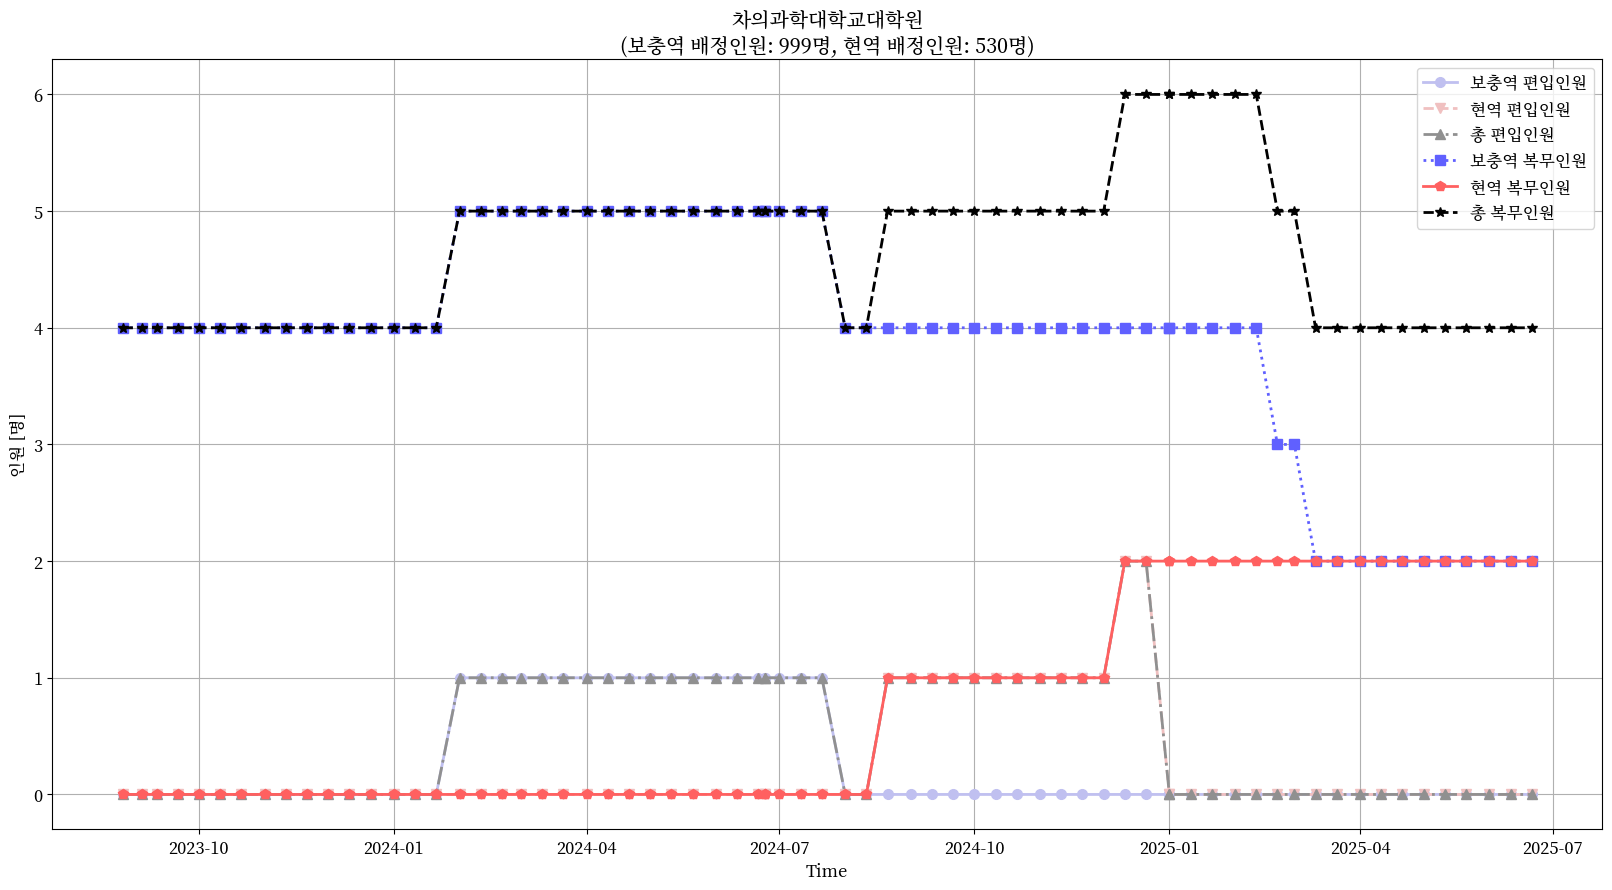 차의과학대학교대학원
(보충역 배정인원: 999명, 현역 배정인원: 530명)
보충역 편입인원
현역 편입인원
총 편입인원
보충역 복무인원
현역 복무인원
총 복무인원
인원 [명]
6
5
4
3
2
1
0
2023-10
2024-01
2024-04
2024-07
2024-10
2025-01
2025-04
2025-07
Time